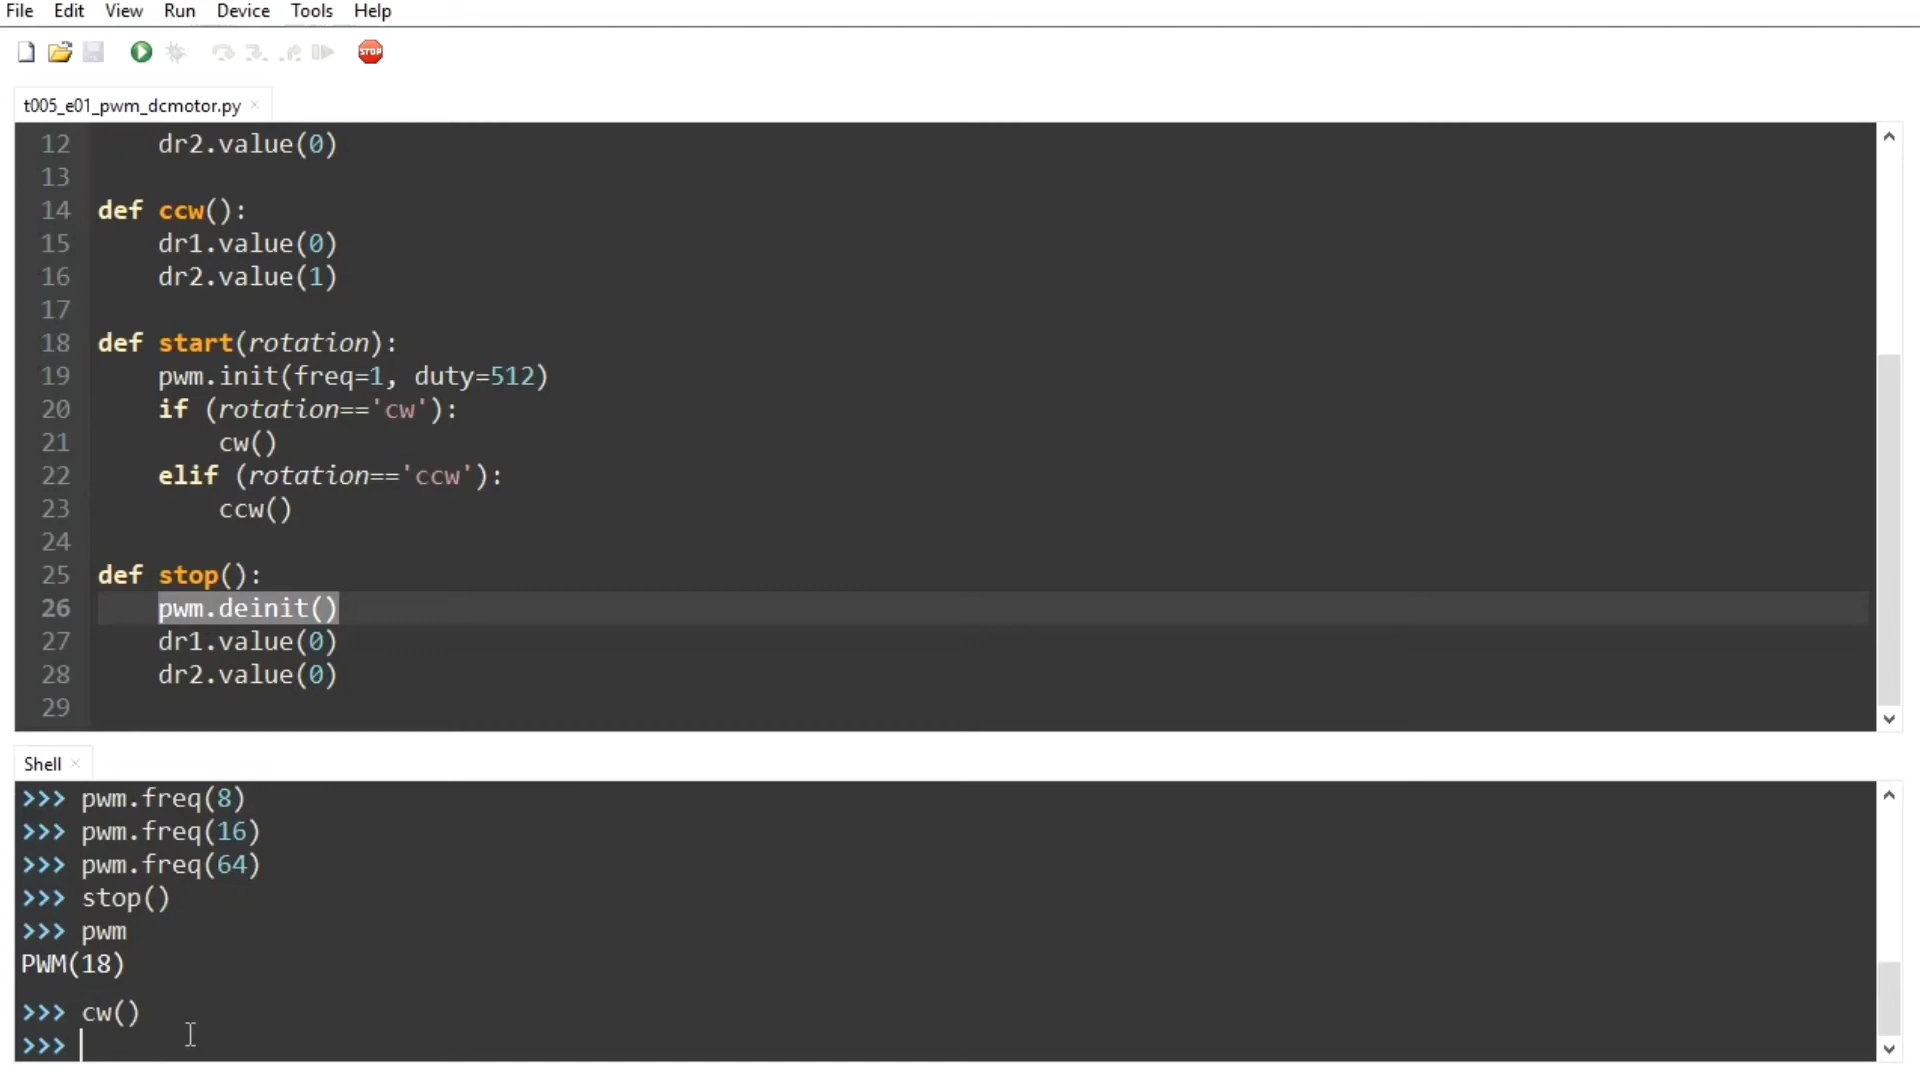 File Edit View Run Device Tools Help
STOP
t005_e01_pwm_dcmotor.py ×
12 dr2.value(0)
13
14 def ccw():
15 dr1.value(0)
16 dr2.value(1)
17
18 def start(rotation):
19 pwm.init(freq=1, duty=512)
20 if (rotation=='cw'):
21 cw()
22 elif (rotation=='ccw'):
23 ccw()
24
25 def stop():
26 pwm.deinit()
27 dr1.value(0)
28 dr2.value(0)
29
Shell ×
>>> pwm.freq(8)
>>> pwm.freq(16)
>>> pwm.freq(64)
>>> stop()
>>> pwm
PWM(18)
>>> cw()
>>>